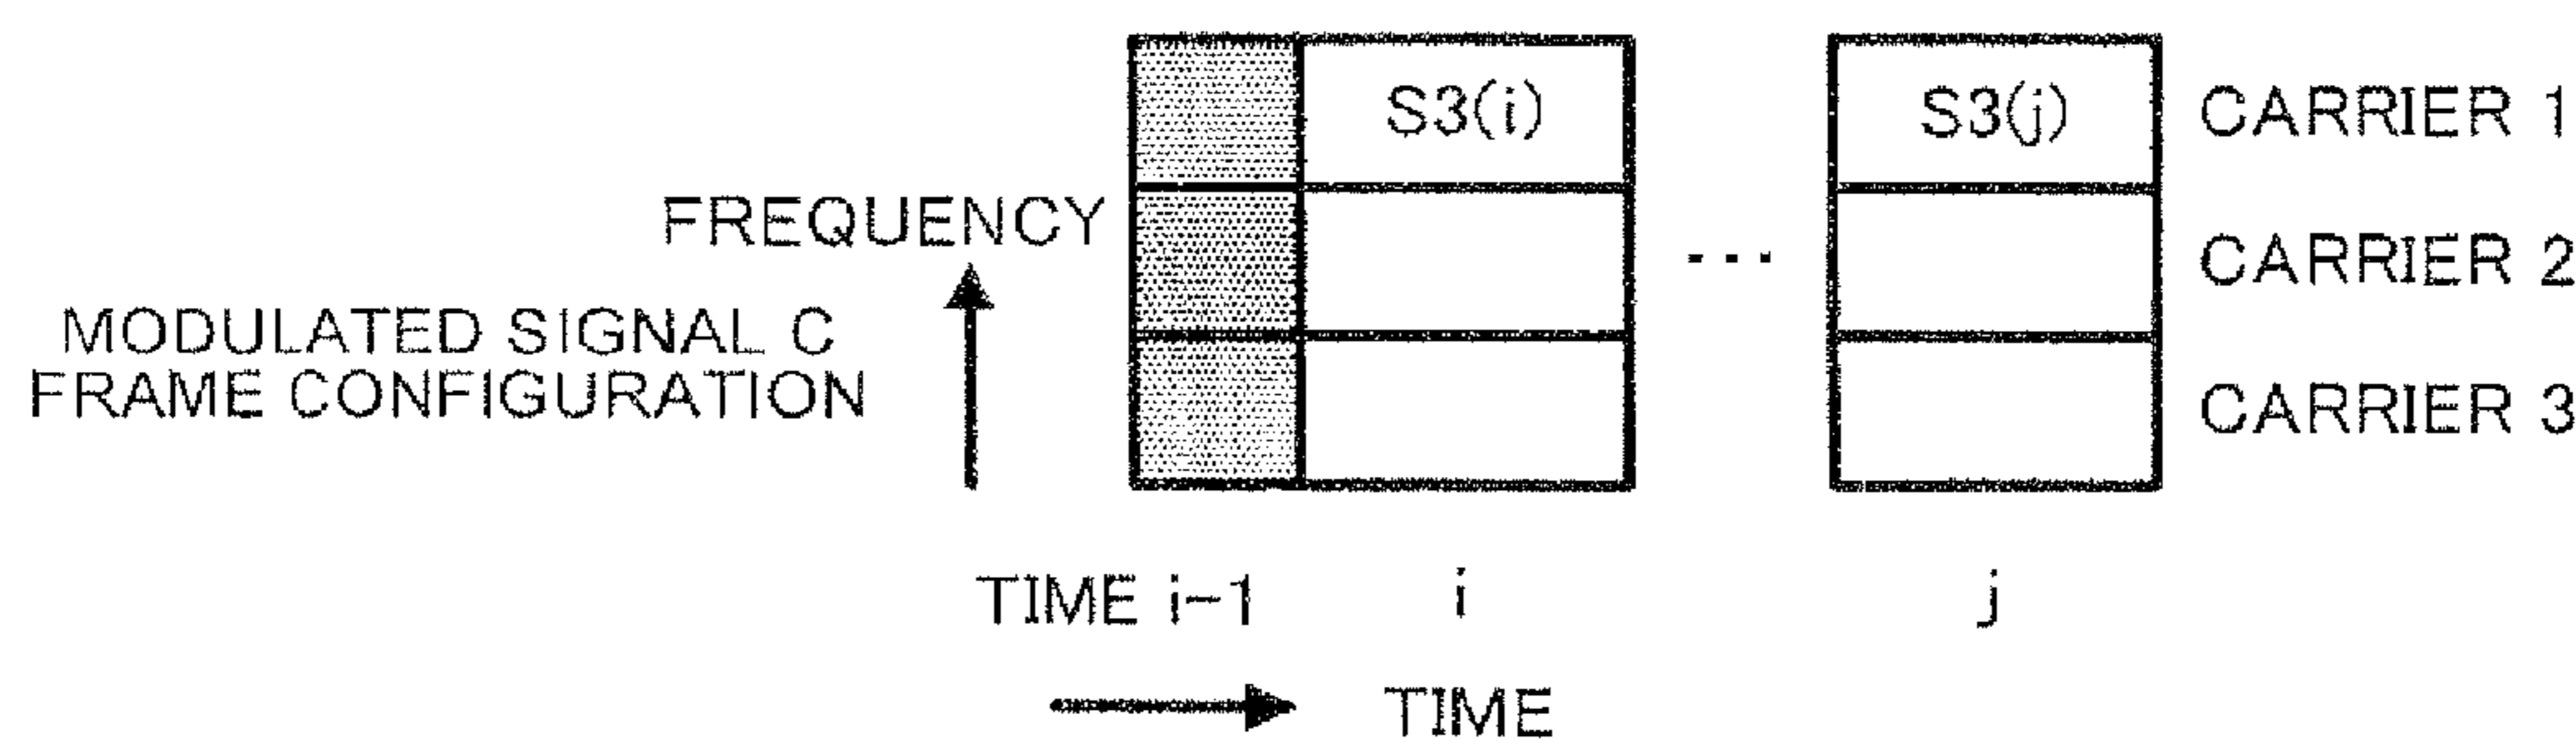 S3(i) S3(j) CARRIER 1
FREQUENCY
... CARRIER 2
MODULATED SIGNAL C
FRAME CONFIGURATION
CARRIER 3
TIME i-1 i j
TIME